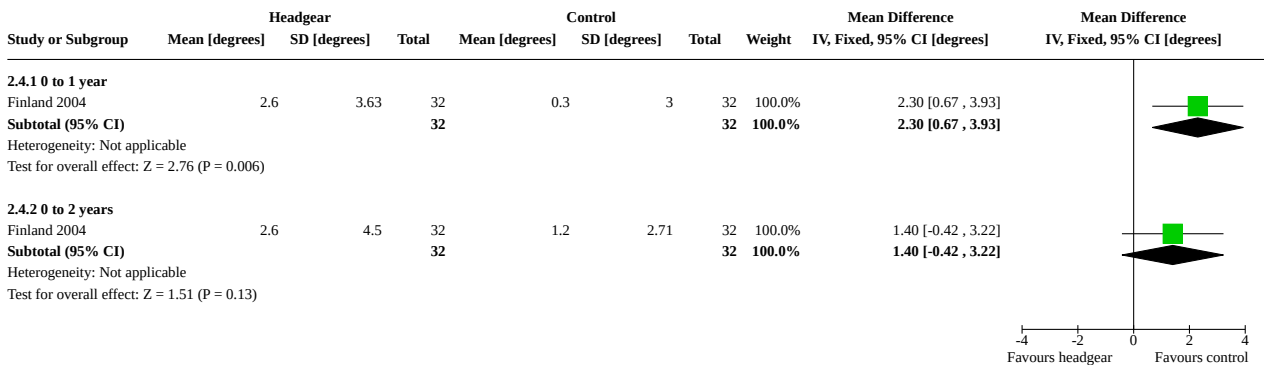 Headgear Control Mean Difference Mean Difference
Study or Subgroup Mean [degrees] SD [degrees] Total Mean [degrees] SD [degrees] Total Weight IV, Fixed, 95% CI [degrees] IV, Fixed, 95% CI [degrees]
2.4.1 0 to 1 year
Finland 2004 2.6 3.63 32 0.3 3 32 100.0% 2.30 [0.67 , 3.93]
Subtotal (95% CI) 32 32 100.0% 2.30 [0.67 , 3.93]
Heterogeneity: Not applicable
Test for overall effect: Z = 2.76 (P = 0.006)
2.4.2 0 to 2 years
Finland 2004 2.6 4.5 32 1.2 2.71 32 100.0% 1.40 [-0.42 , 3.22]
Subtotal (95% CI) 32 32 100.0% 1.40 [-0.42 , 3.22]
Heterogeneity: Not applicable
Test for overall effect: Z = 1.51 (P = 0.13)
-4 -2 0 2 4
Favours headgear Favours control